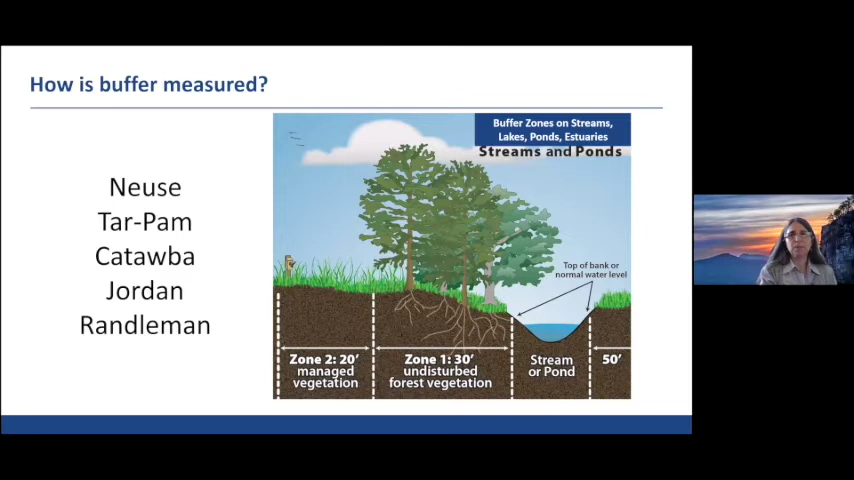 How is buffer measured?
Neuse
Tar-Pam
Catawba
Jordan
Randleman
Buffer Zones on Streams,
Lakes, Ponds, Estuaries
Streams and Ponds
Top of bank or
normal water level
Zone 2: 20’
managed
vegetation
Zone 1: 30’
undisturbed
forest vegetation
Stream
or Pond
50’